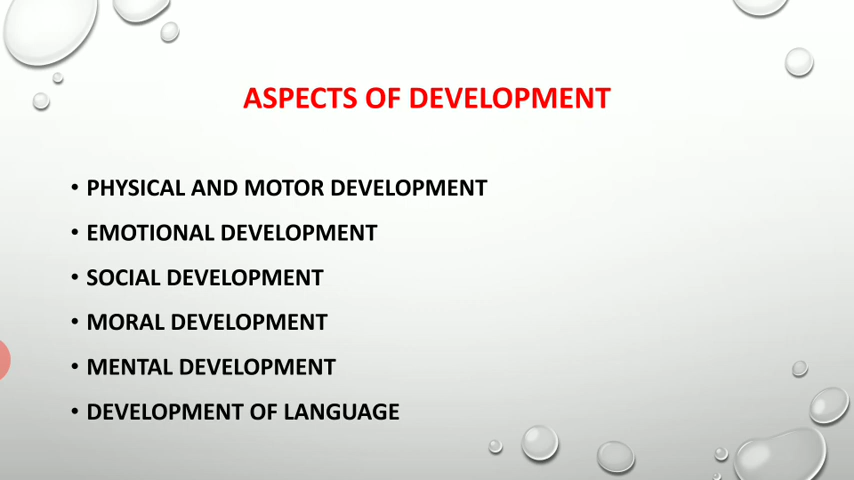 ASPECTS OF DEVELOPMENT
• PHYSICAL AND MOTOR DEVELOPMENT
• EMOTIONAL DEVELOPMENT
• SOCIAL DEVELOPMENT
• MORAL DEVELOPMENT
• MENTAL DEVELOPMENT
• DEVELOPMENT OF LANGUAGE